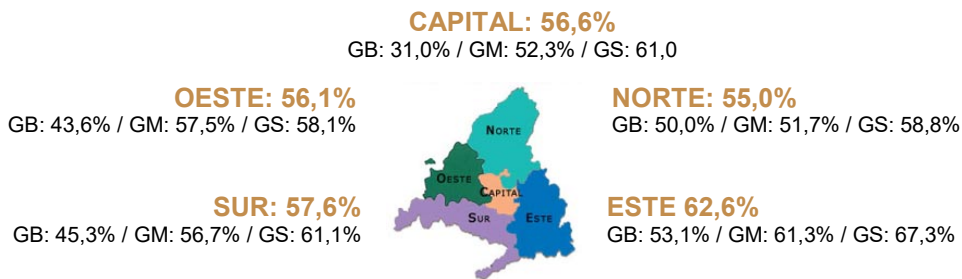 CAPITAL: 56,6%
GB: 31,0% / GM: 52,3% / GS: 61,0
OESTE: 56,1%
GB: 43,6% / GM: 57,5% / GS: 58,1%
NORTE: 55,0%
GB: 50,0% / GM: 51,7% / GS: 58,8%
NORTE
OESTE
CAPITAL
SUR
ESTE
SUR: 57,6%
GB: 45,3% / GM: 56,7% / GS: 61,1%
ESTE 62,6%
GB: 53,1% / GM: 61,3% / GS: 67,3%